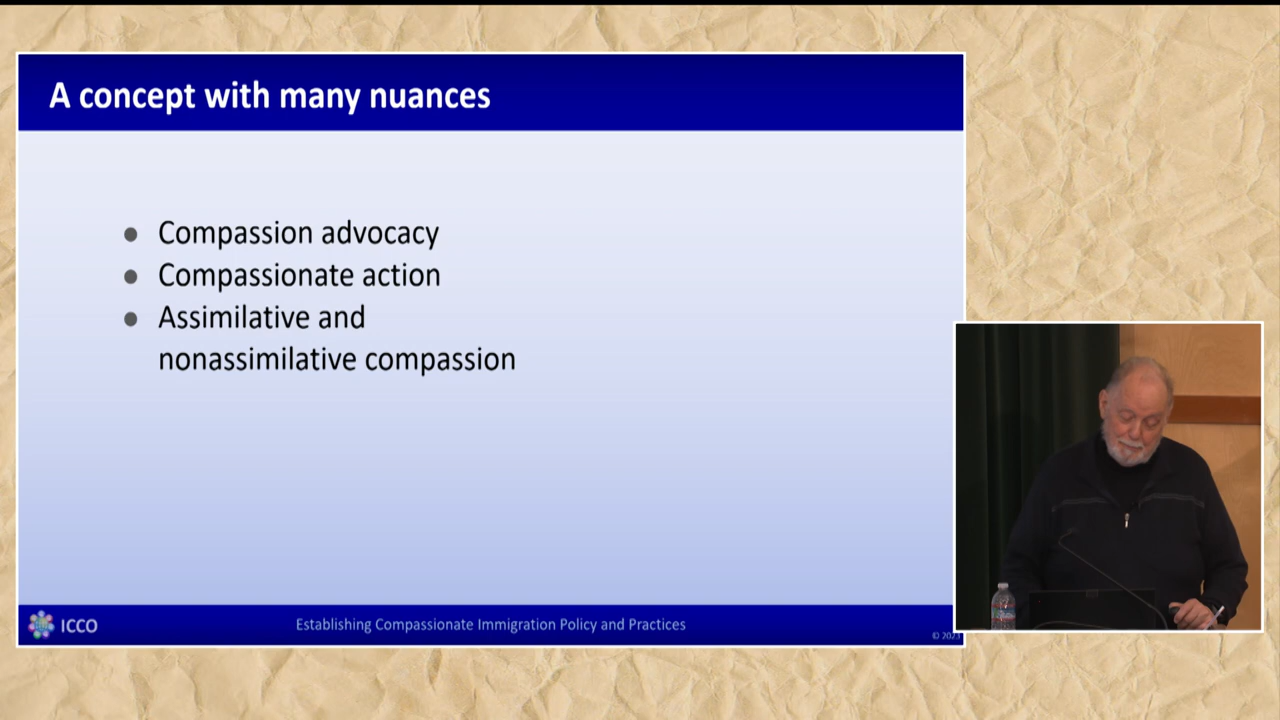 A concept with many nuances
● Compassion advocacy
● Compassionate action
● Assimilative and
nonassimilative compassion
ICCO
Establishing Compassionate Immigration Policy and Practices
© 2023